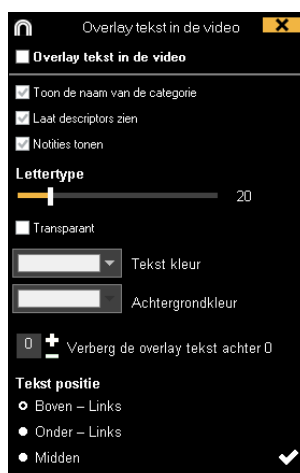 Overlay tekst in de video
Overlay tekst in de video
Toon de naam van de categorie
Laat descriptors zien
Notities tonen
Lettertype
20
Transparant
Tekst kleur
Achtergrondkleur
0 Verberg de overlay tekst achter 0
Tekst positie
Boven – Links
Onder – Links
Midden